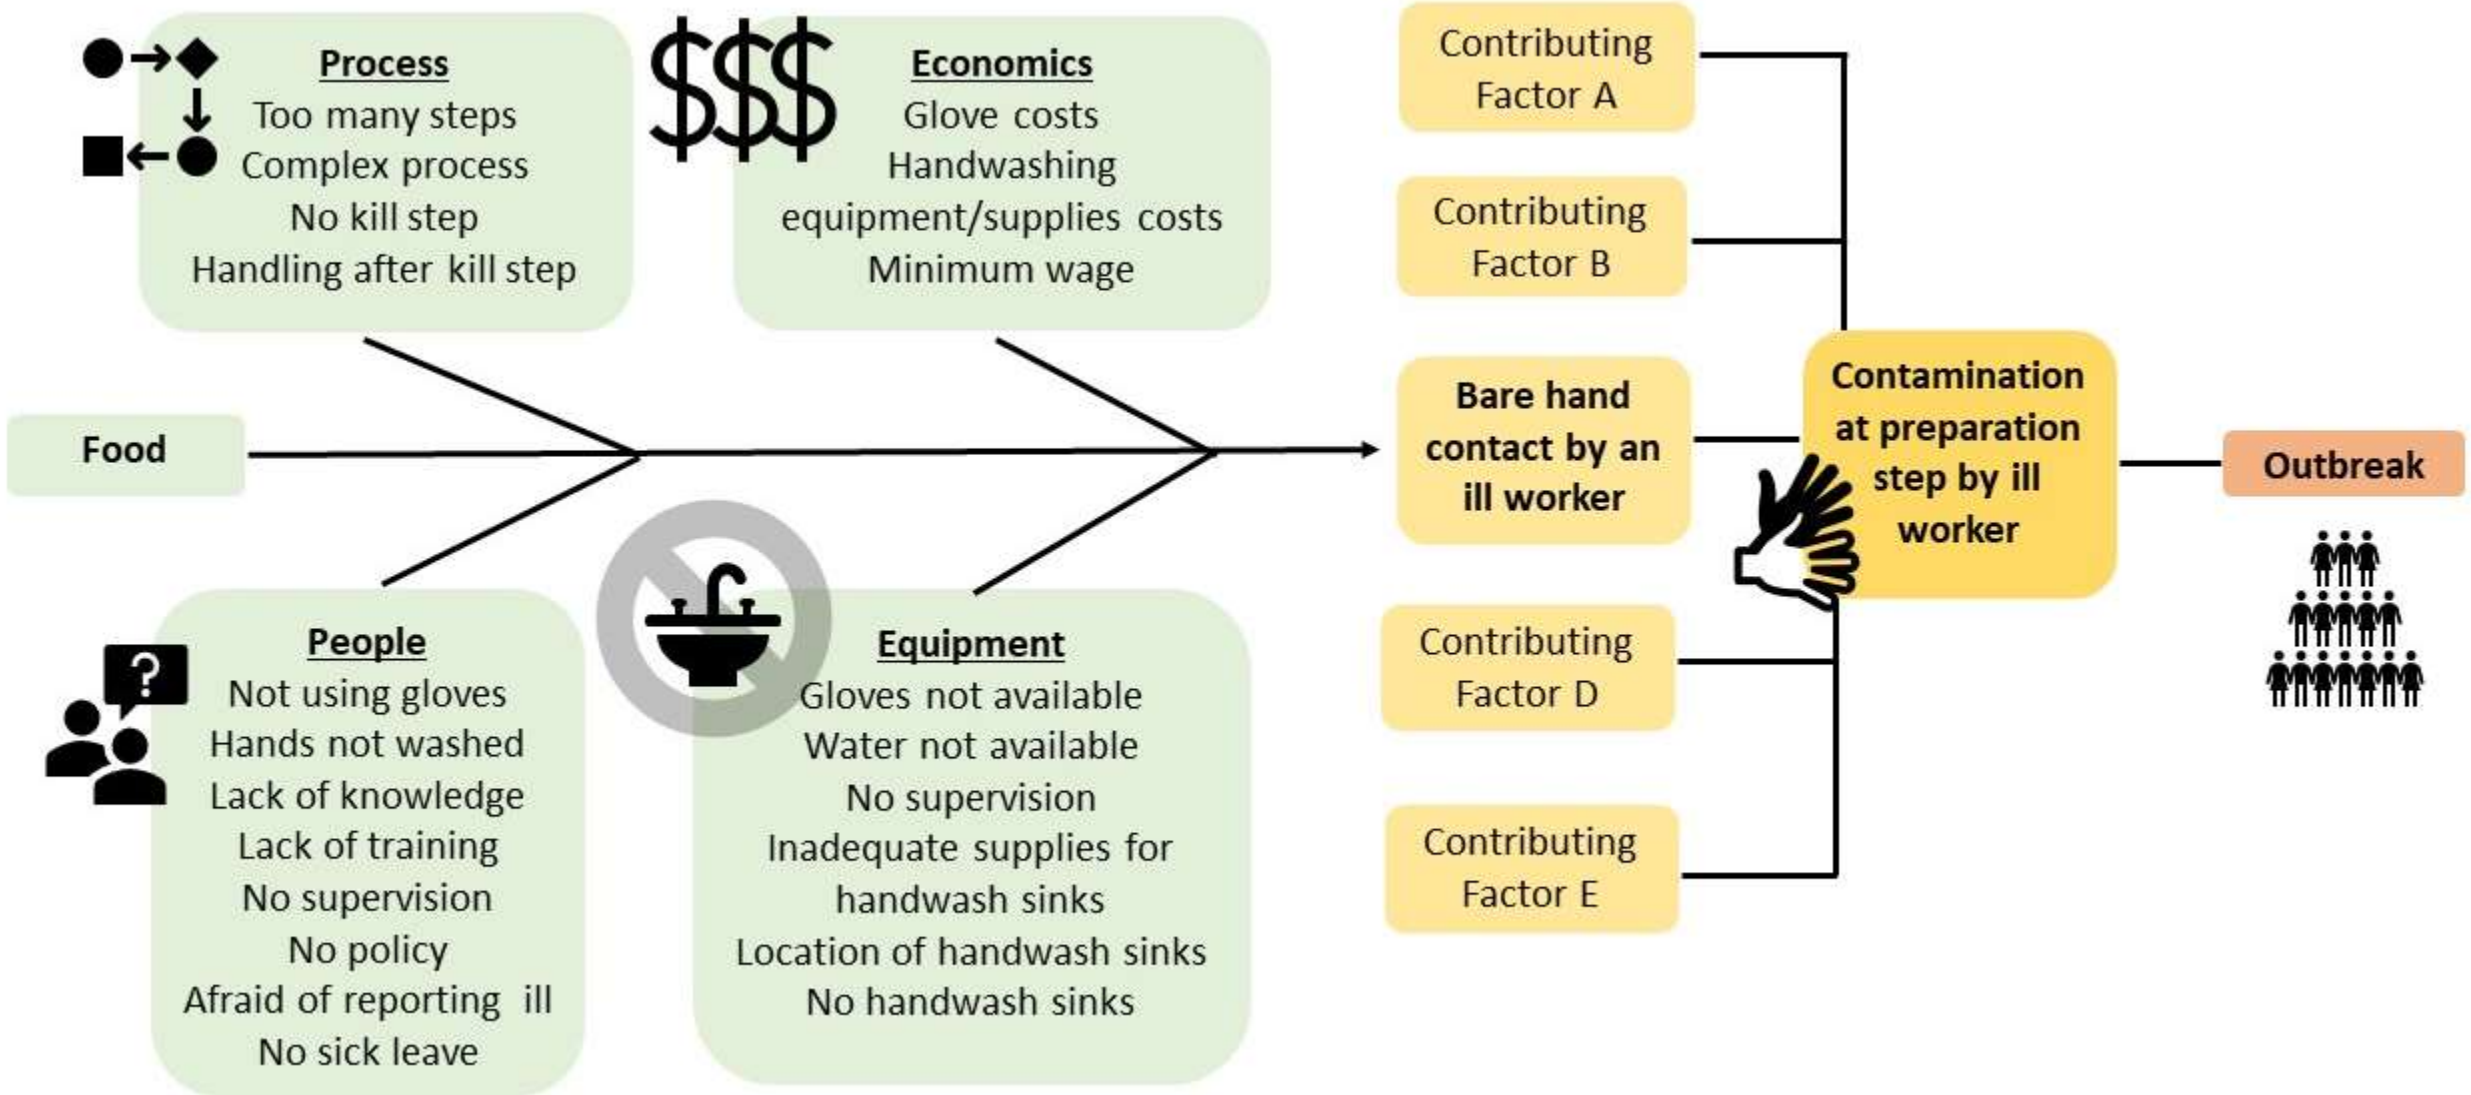 Process
Too many steps
Complex process
No kill step
Handling after kill step
$$$
Economics
Glove costs
Handwashing
equipment/supplies costs
Minimum wage
Food
?
People
Not using gloves
Hands not washed
Lack of knowledge
Lack of training
No supervision
No policy
Afraid of reporting ill
No sick leave
Equipment
Gloves not available
Water not available
No supervision
Inadequate supplies for
handwash sinks
Location of handwash sinks
No handwash sinks
Contributing
Factor A
Contributing
Factor B
Bare hand
contact by an
ill worker
Contributing
Factor D
Contributing
Factor E
Contamination
at preparation
step by ill
worker
Outbreak